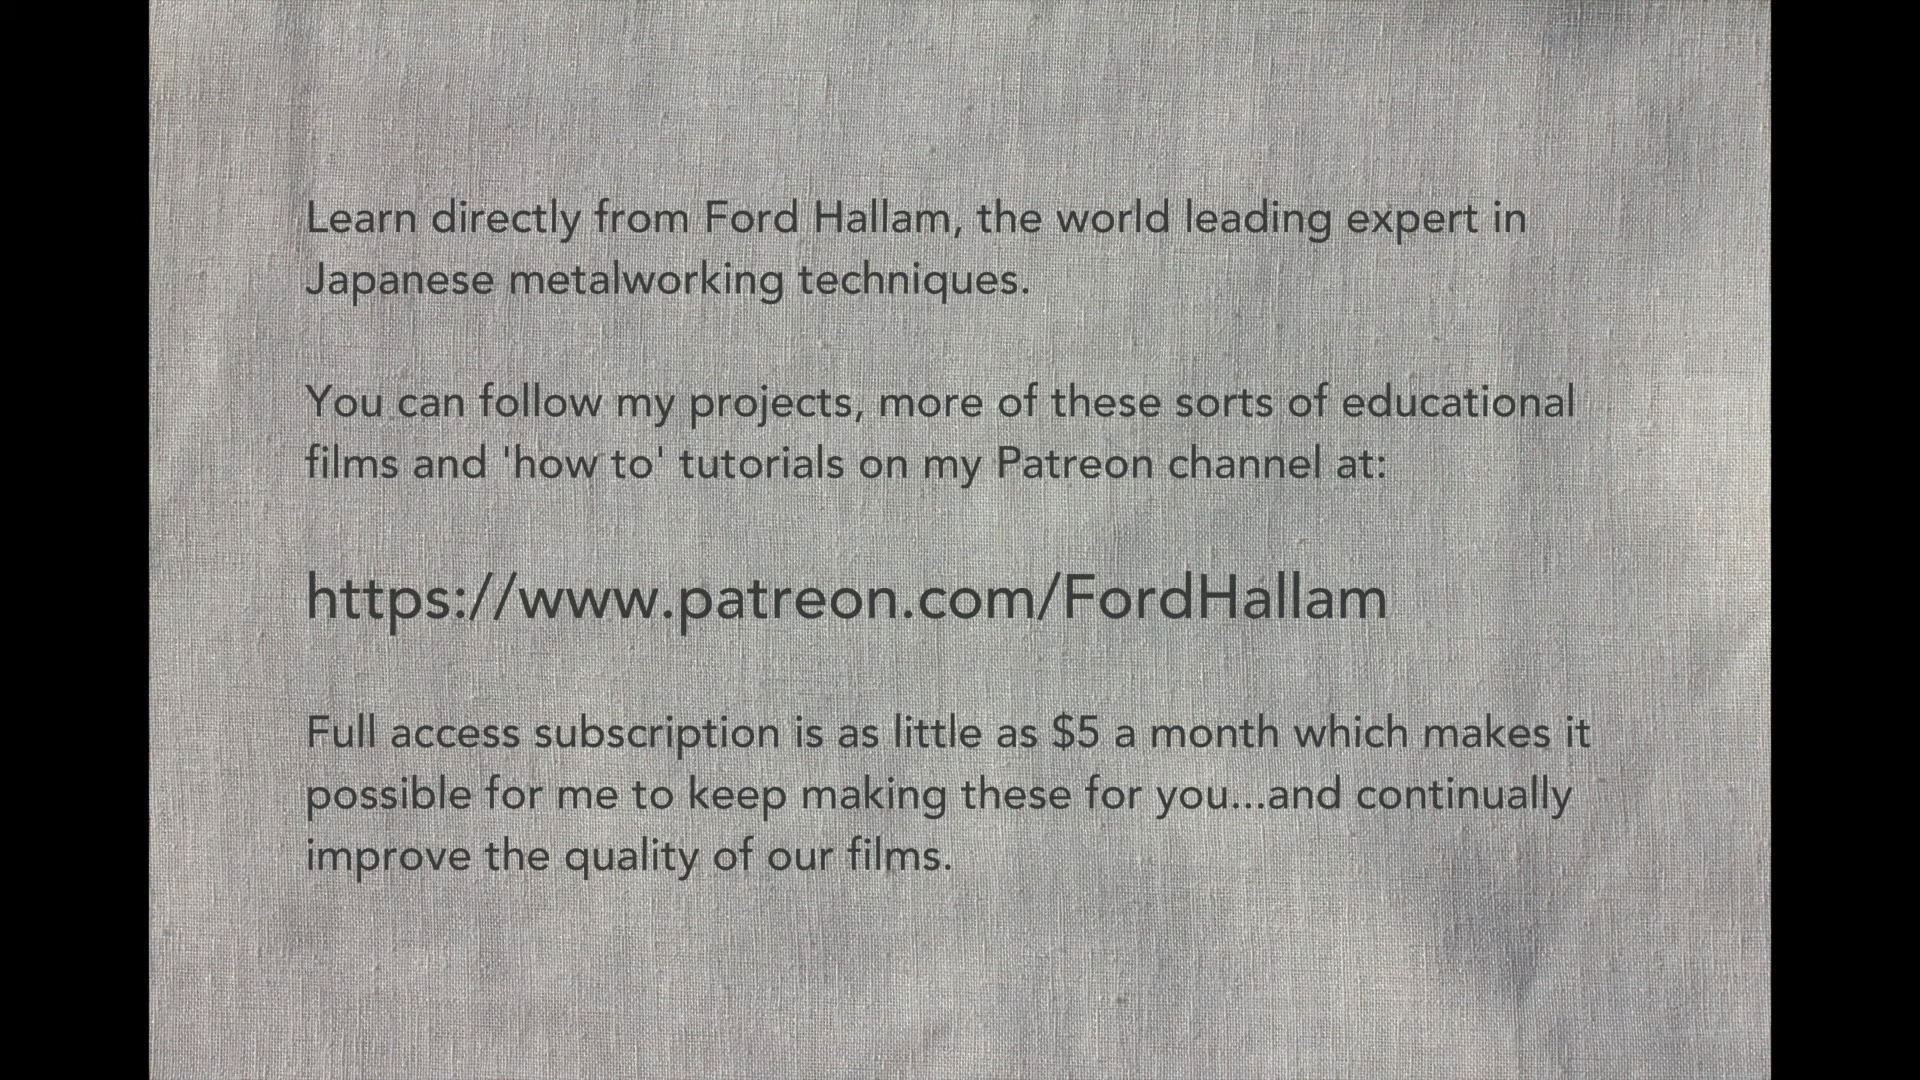 Learn directly from Ford Hallam, the world leading expert in
Japanese metalworking techniques.
You can follow my projects, more of these sorts of educational
films and 'how to' tutorials on my Patreon channel at:
https://www.patreon.com/FordHallam
Full access subscription is as little as $5 a month which makes it
possible for me to keep making these for you...and continually
improve the quality of our films.